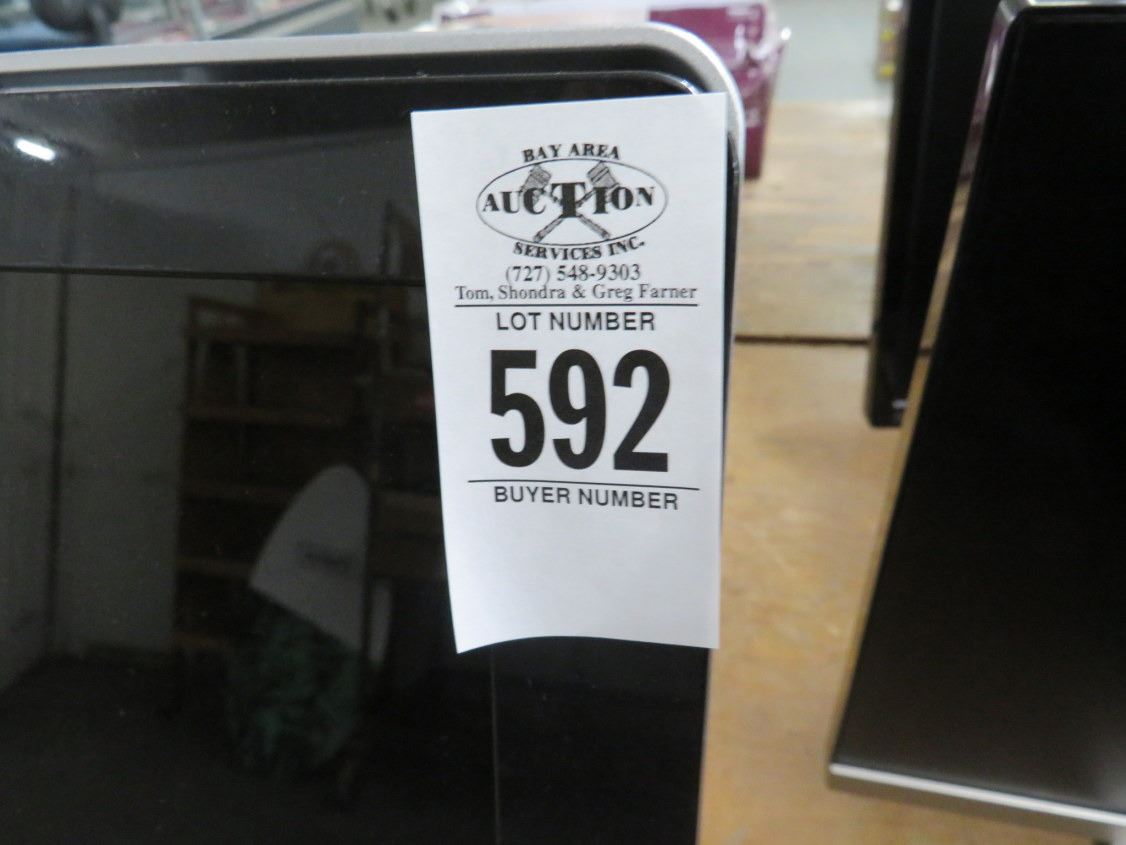 BAY AREA
AUCTION
SERVICES INC.
(727) 548-9303
Tom, Shondra & Greg Farner
LOT NUMBER
592
BUYER NUMBER